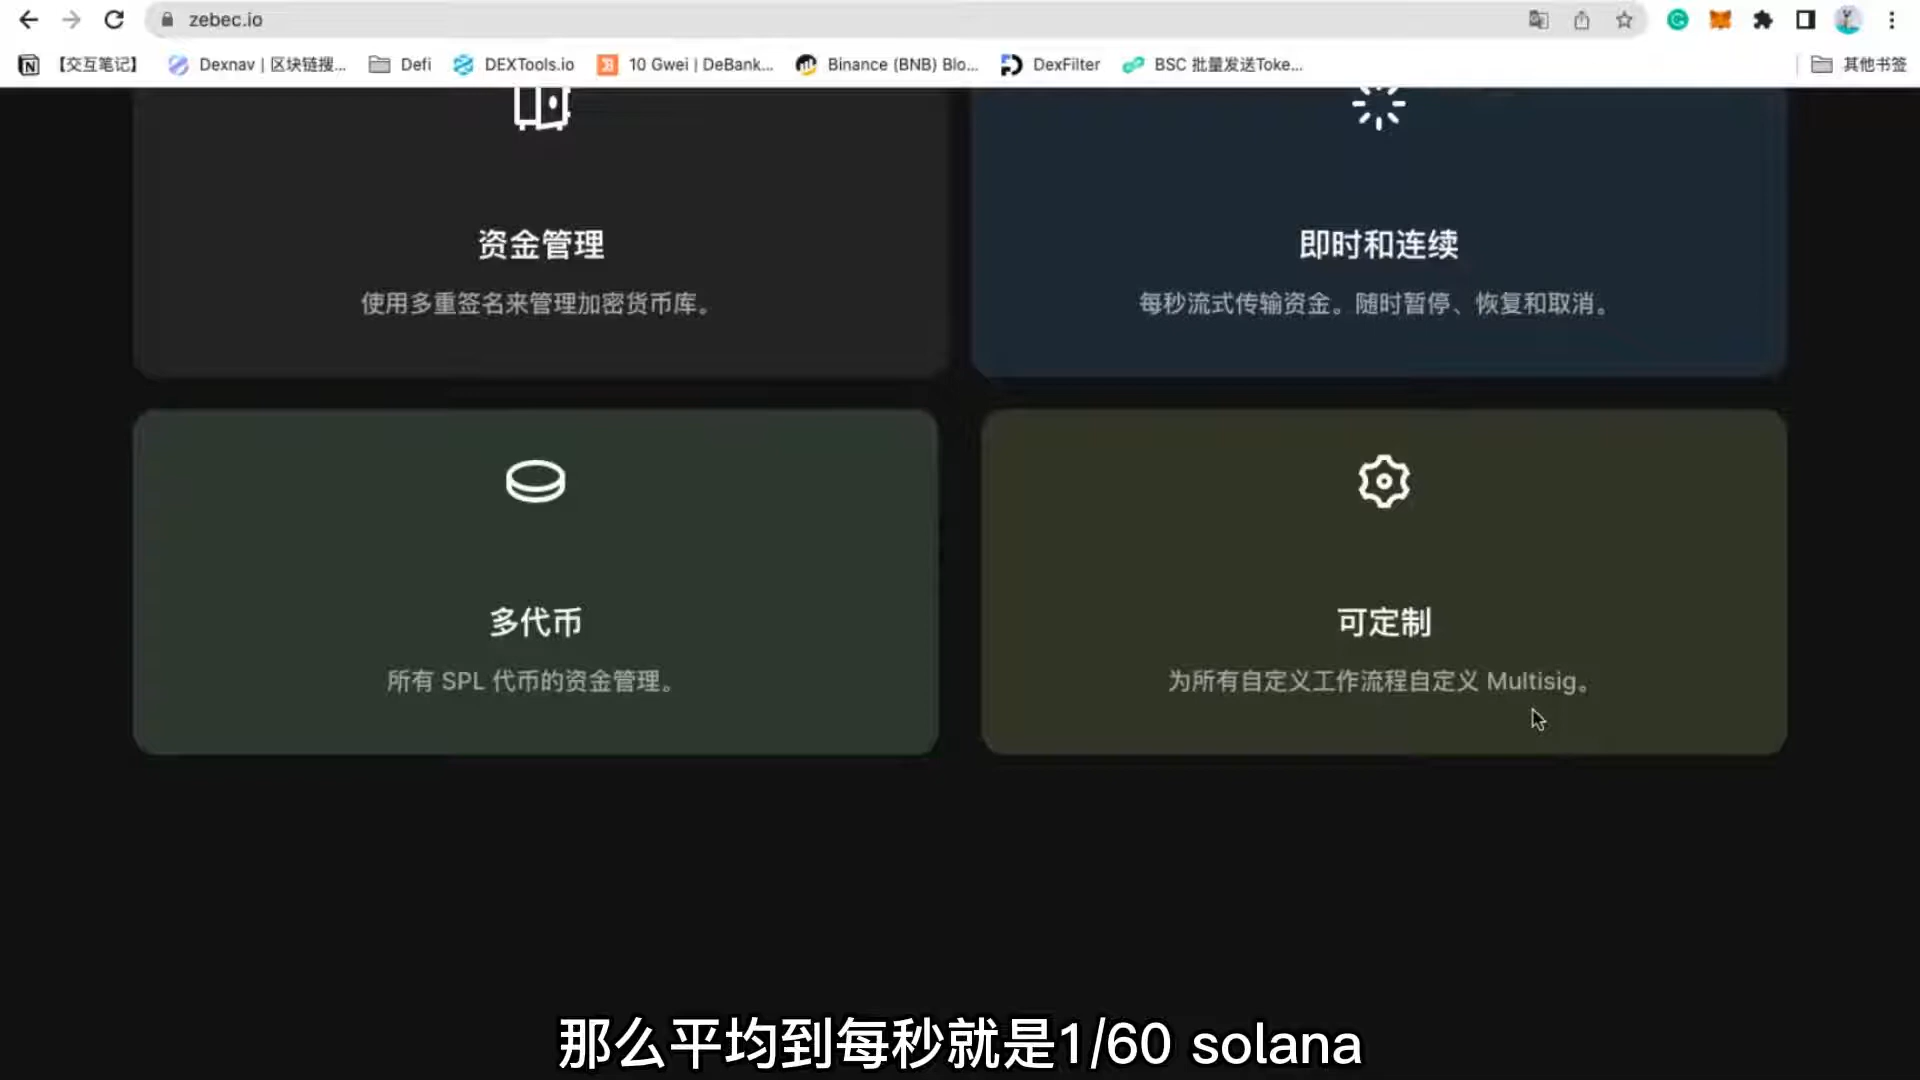 zebec.io
【交互笔记】
Dexnav | 区块链搜...
Defi
DEXTools.io
10 Gwei | DeBank...
Binance (BNB) Blo...
DexFilter
BSC 批量发送Toke...
其他书签
资金管理
使用多重签名来管理加密货币库。
即时和连续
每秒流式传输资金。随时暂停、恢复和取消。
多代币
所有 SPL 代币的资金管理。
可定制
为所有自定义工作流程自定义 Multisig。
那么平均到每秒就是1/60 solana